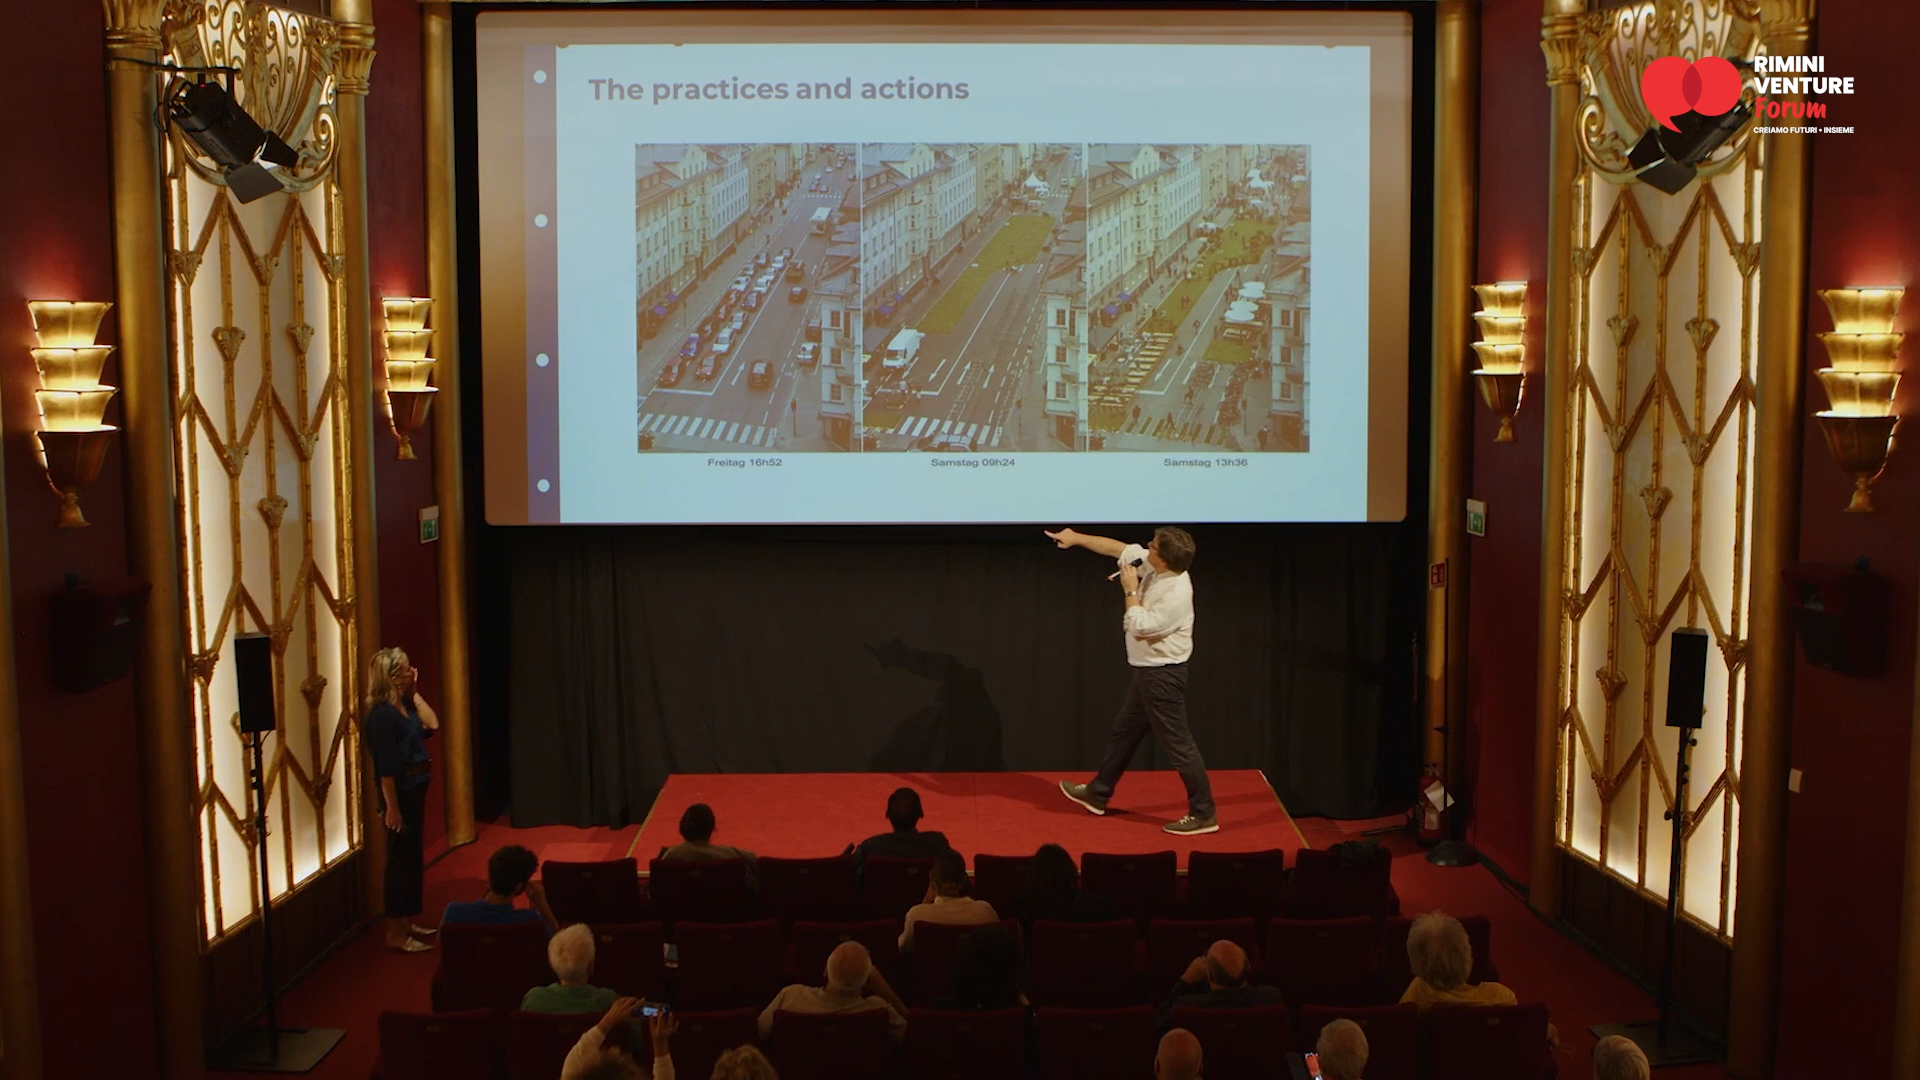 The practices and actions
Freitag 16h52
Samstag 09h24
Samstag 13h36
RIMINI
VENTURE
Forum
CREIAMO FUTURI • INSIEME